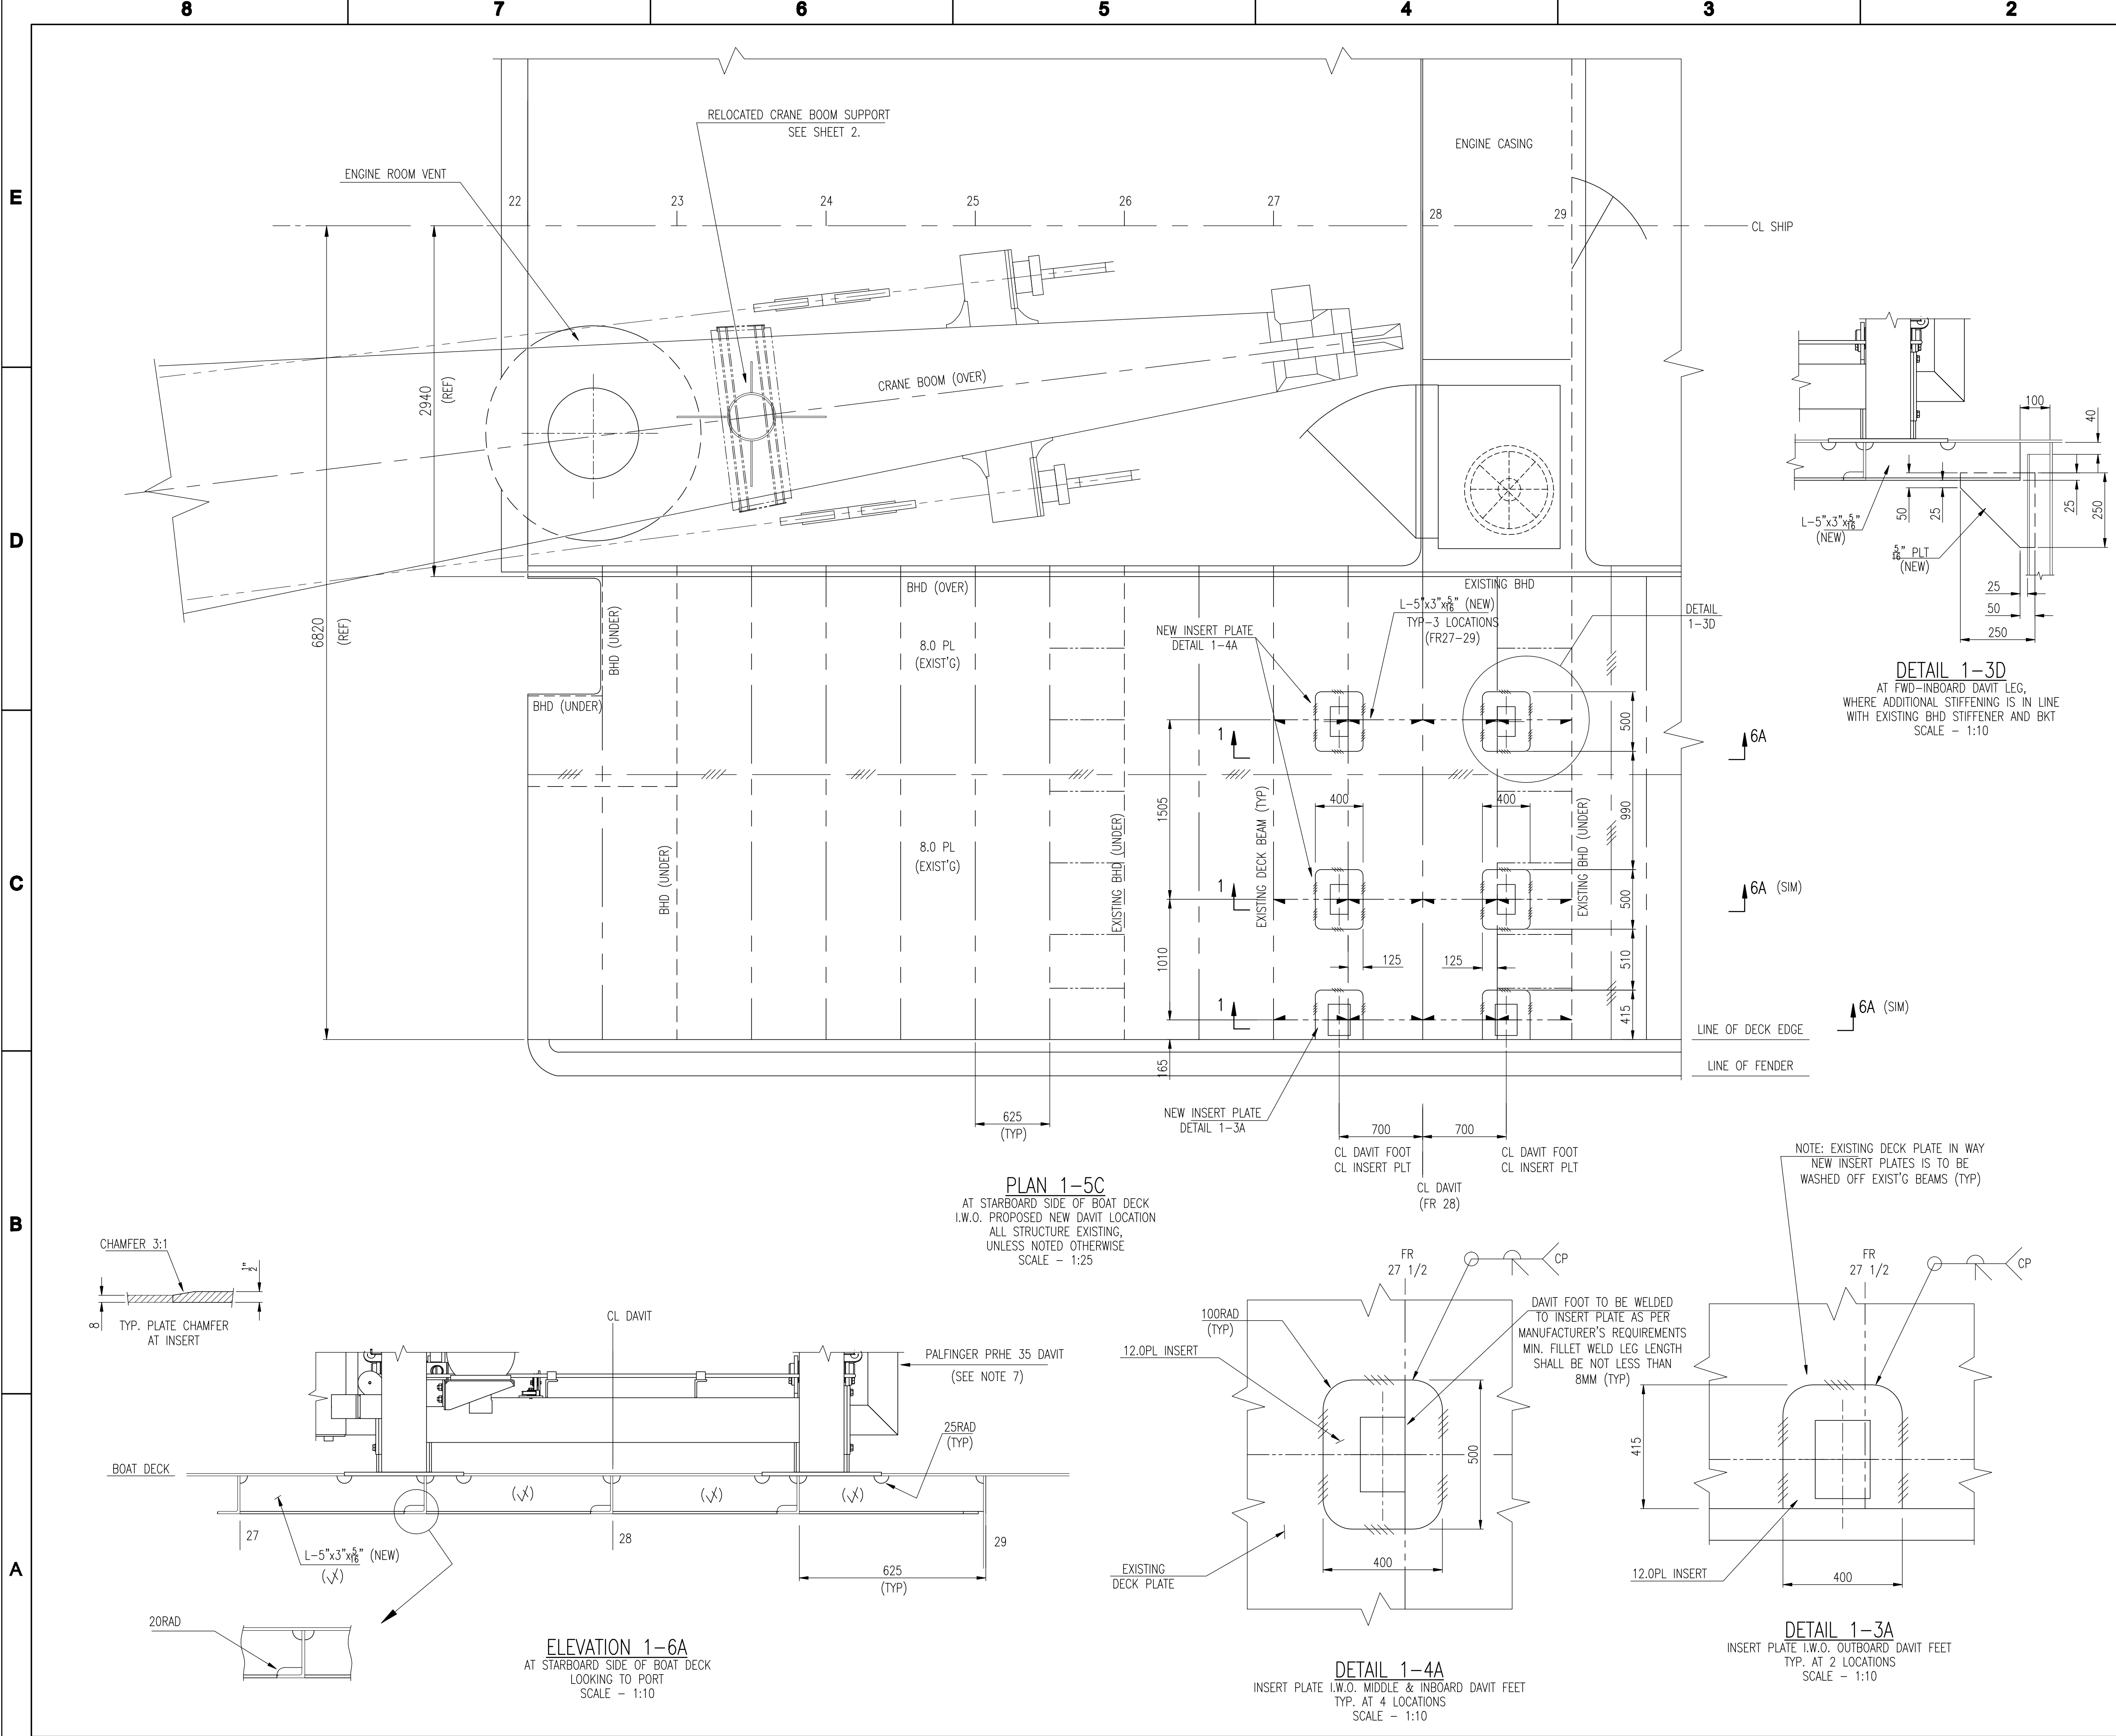 8
7
6
5
4
3
2
E
D
C
B
A
RELOCATED CRANE BOOM SUPPORT
SEE SHEET 2.
ENGINE CASING
ENGINE ROOM VENT
22
23
24
25
26
27
28
29
CL SHIP
2940
(REF)
6820
(REF)
CRANE BOOM (OVER)
BHD (OVER)
EXISTING BHD
BHD (UNDER)
BHD (UNDER)
8.0 PL
(EXIST'G)
NEW INSERT PLATE
DETAIL 1-4A
L-5"x3"x5/16" (NEW)
TYP-3 LOCATIONS
(FR27-29)
DETAIL
1-3D
500
1
6A
1505
400
400
990
EXISTING DECK BEAM (TYP)
EXISTING BHD (UNDER)
EXISTING BHD (UNDER)
BHD (UNDER)
8.0 PL
(EXIST'G)
1
6A (SIM)
500
1010
125
125
510
1
6A (SIM)
415
LINE OF DECK EDGE
LINE OF FENDER
165
625
(TYP)
NEW INSERT PLATE
DETAIL 1-3A
700
700
CL DAVIT FOOT
CL INSERT PLT
CL DAVIT FOOT
CL INSERT PLT
CL DAVIT
(FR 28)
PLAN 1-5C
AT STARBOARD SIDE OF BOAT DECK
I.W.O. PROPOSED NEW DAVIT LOCATION
ALL STRUCTURE EXISTING,
UNLESS NOTED OTHERWISE
SCALE - 1:25
100
40
50
25
25
250
L-5"x3"x5/16"
(NEW)
5/16" PLT
(NEW)
25
50
250
DETAIL 1-3D
AT FWD-INBOARD DAVIT LEG,
WHERE ADDITIONAL STIFFENING IS IN LINE
WITH EXISTING BHD STIFFENER AND BKT
SCALE - 1:10
CHAMFER 3:1
1/2"
8
TYP. PLATE CHAMFER
AT INSERT
CL DAVIT
PALFINGER PRHE 35 DAVIT
(SEE NOTE 7)
25RAD
(TYP)
BOAT DECK
27
28
29
L-5"x3"x5/16" (NEW)
625
(TYP)
20RAD
ELEVATION 1-6A
AT STARBOARD SIDE OF BOAT DECK
LOOKING TO PORT
SCALE - 1:10
FR
27 1/2
CP
100RAD
(TYP)
12.0PL INSERT
DAVIT FOOT TO BE WELDED
TO INSERT PLATE AS PER
MANUFACTURER'S REQUIREMENTS
MIN. FILLET WELD LEG LENGTH
SHALL BE NOT LESS THAN
8MM (TYP)
500
400
EXISTING
DECK PLATE
DETAIL 1-4A
INSERT PLATE I.W.O. MIDDLE & INBOARD DAVIT FEET
TYP. AT 4 LOCATIONS
SCALE - 1:10
NOTE: EXISTING DECK PLATE IN WAY
NEW INSERT PLATES IS TO BE
WASHED OFF EXIST'G BEAMS (TYP)
FR
27 1/2
CP
415
12.0PL INSERT
400
DETAIL 1-3A
INSERT PLATE I.W.O. OUTBOARD DAVIT FEET
TYP. AT 2 LOCATIONS
SCALE - 1:10